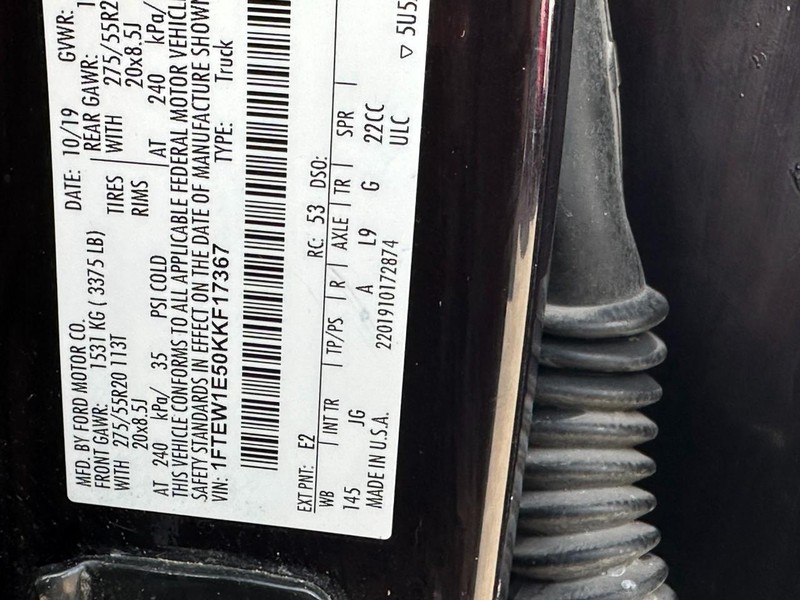 MFD. BY FORD MOTOR CO.
DATE: 10/19 GVWR:
FRONT GAWR: 1531 KG ( 3375 LB) REAR GAWR:
WITH 275/55R20 113T TIRES WITH 275/55R2
20x8.5J RIMS 20x8.5J
AT 240 kPa/ 35 PSI COLD AT 240 kPa/
THIS VEHICLE CONFORMS TO ALL APPLICABLE FEDERAL MOTOR VEHICL
SAFETY STANDARDS IN EFFECT ON THE DATE OF MANUFACTURE SHOWN
VIN: 1FTEW1E50KKF17367 TYPE: Truck
EXT PNT: E2 RC: 53 DSO:
WB INT TR TP/PS R AXLE TR SPR
145 JG A L9 G 22CC
MADE IN U.S.A. 2201910172874 ULC ▽ 5U5